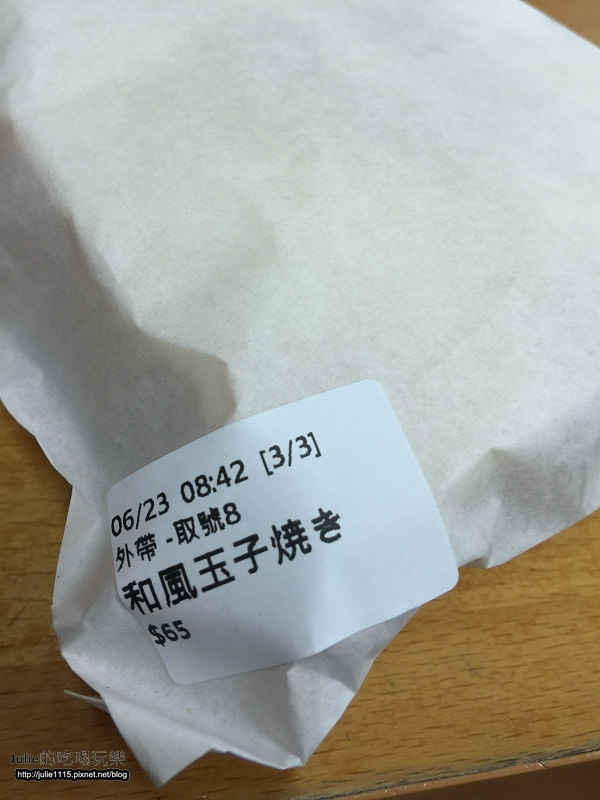 06/23 08:42 [3/3]
外帶 -取號8
和風玉子焼き
$65
Julie的吃喝玩樂
http://julie1115.pixnet.net/blog